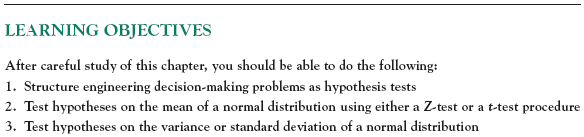 LEARNING OBJECTIVES
After careful study of this chapter, you should be able to do the following:
1. Structure engineering decision-making problems as hypothesis tests
2. Test hypotheses on the mean of a normal distribution using either a Z-test or a t-test procedure
3. Test hypotheses on the variance or standard deviation of a normal distribution